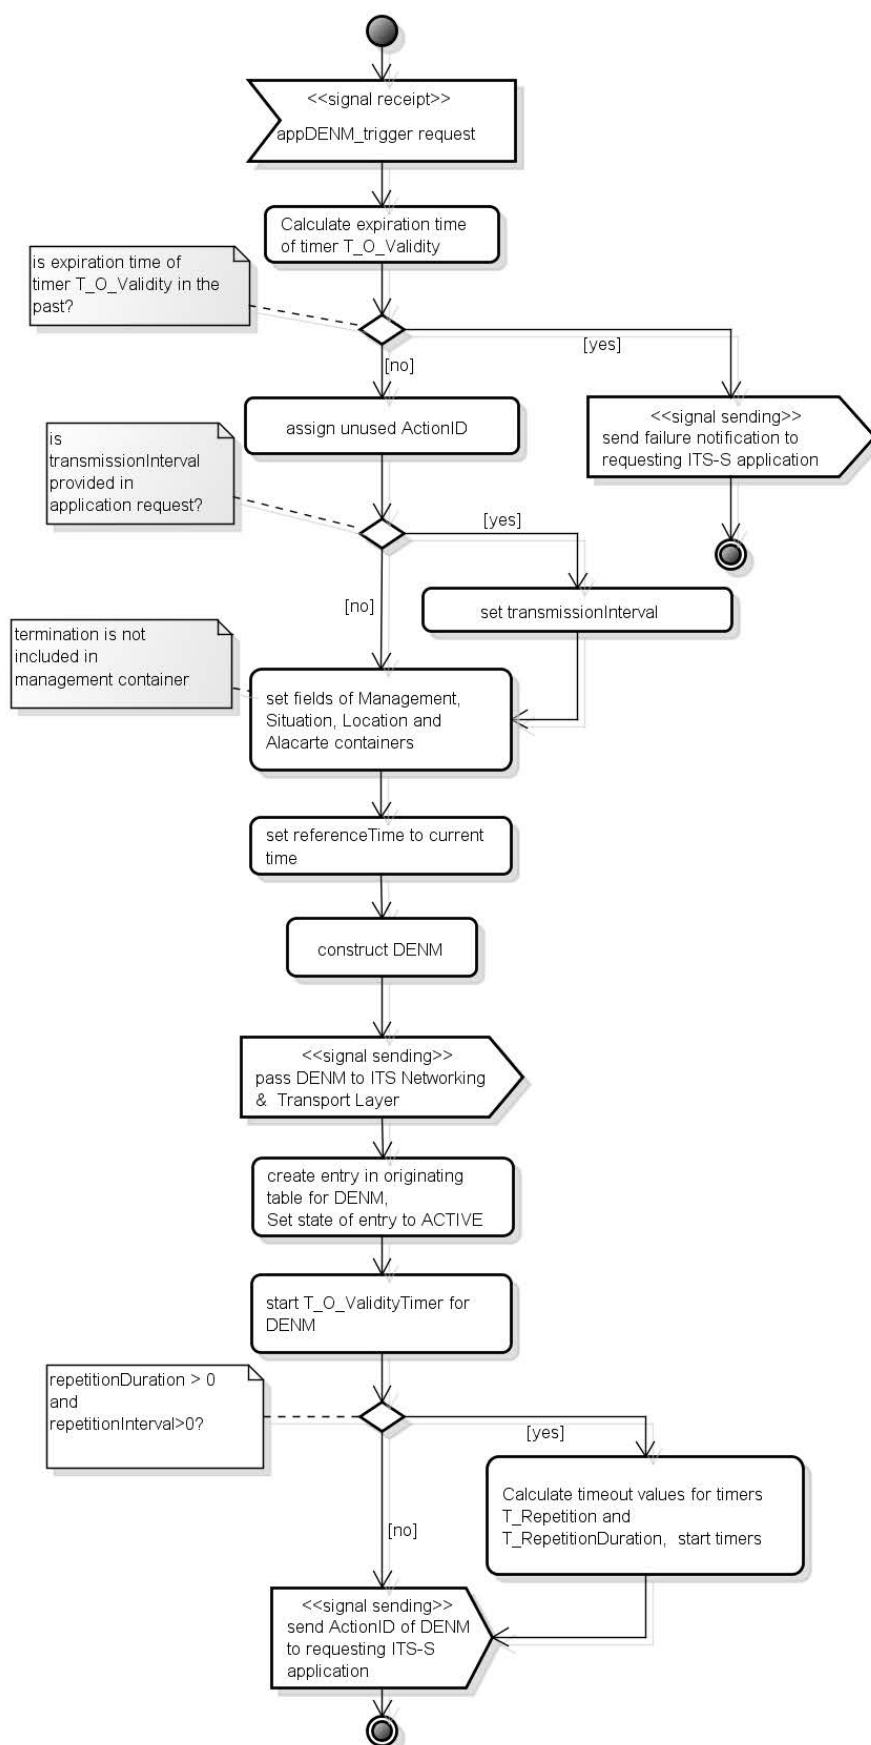 <<signal receipt>>
appDENM_trigger request
Calculate expiration time
of timer T_O_Validity
is expiration time of
timer T_O_Validity in the
past?
[yes]
[no]
<<signal sending>>
send failure notification to
requesting ITS-S application
assign unused ActionID
is
transmissionInterval
provided in
application request?
[yes]
[no]
set transmissionInterval
termination is not
included in
management container
set fields of Management,
Situation, Location and
Alacarte containers
set referenceTime to current
time
construct DENM
<<signal sending>>
pass DENM to ITS Networking
& Transport Layer
create entry in originating
table for DENM,
Set state of entry to ACTIVE
start T_O_ValidityTimer for
DENM
repetitionDuration > 0
and
repetitionInterval>0?
[yes]
Calculate timeout values for timers
T_Repetition and
T_RepetitionDuration, start timers
[no]
<<signal sending>>
send ActionID of DENM
to requesting ITS-S
application